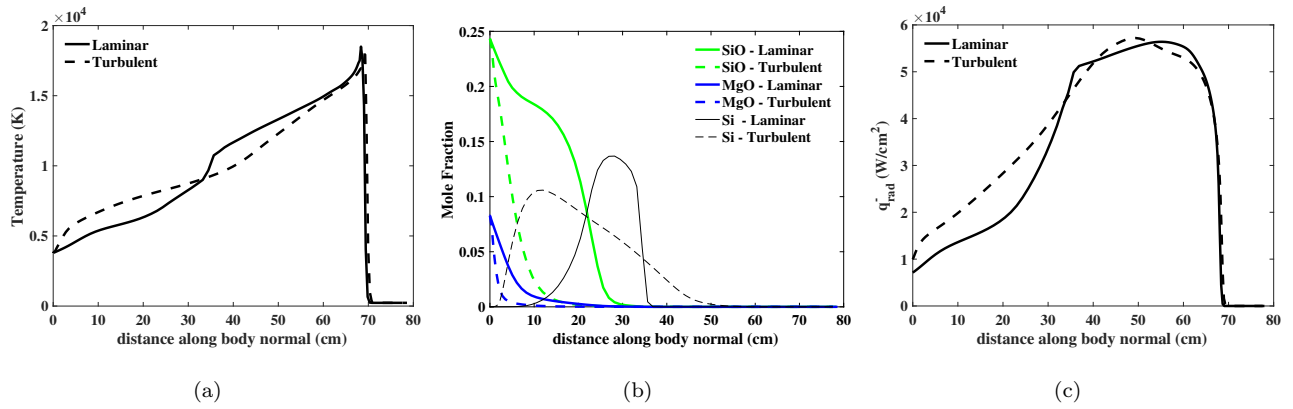 ×10⁴
2
1.5
1
0.5
0
0 10 20 30 40 50 60 70 80
Temperature (K)
distance along body normal (cm)
Laminar
Turbulent
(a)
0.25
0.2
0.15
0.1
0.05
0
0 10 20 30 40 50 60 70 80
Mole Fraction
distance along body normal (cm)
SiO - Laminar
SiO - Turbulent
MgO - Laminar
MgO - Turbulent
Si - Laminar
Si - Turbulent
(b)
×10⁴
6
5
4
3
2
1
0
0 10 20 30 40 50 60 70 80
q⁻rad (W/cm²)
distance along body normal (cm)
Laminar
Turbulent
(c)